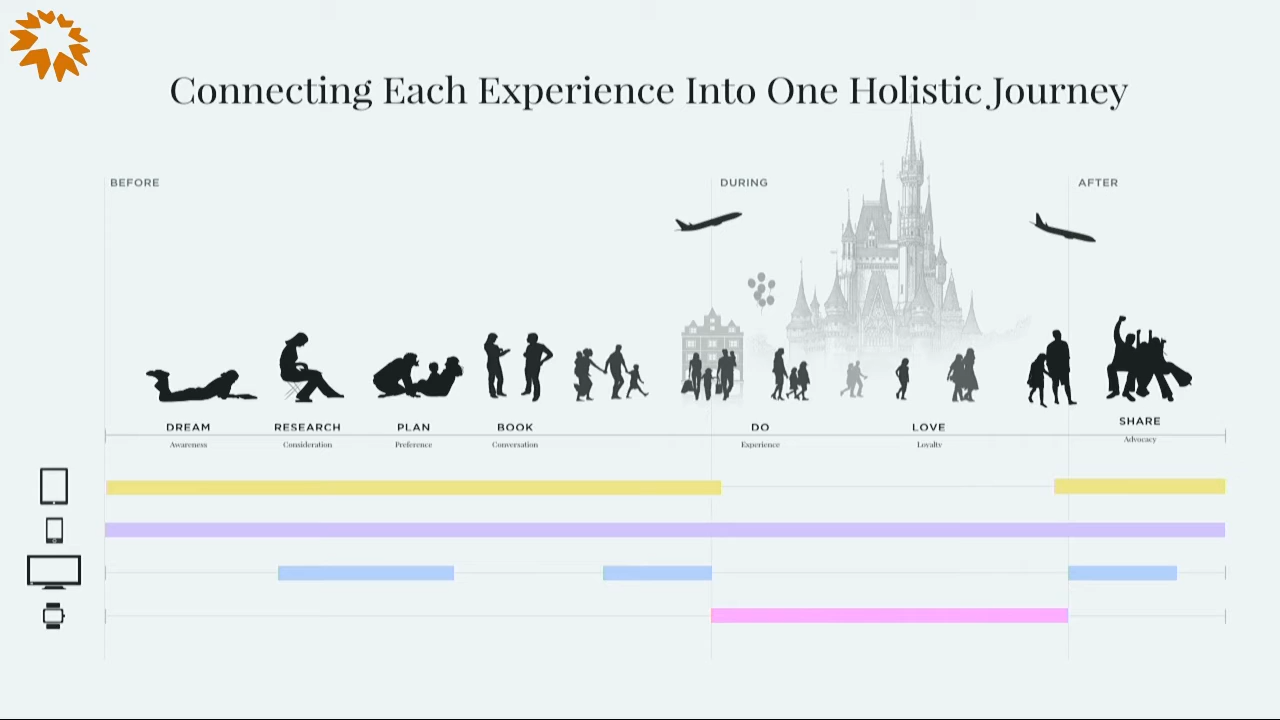 Connecting Each Experience Into One Holistic Journey
BEFORE
DURING
AFTER
DREAM
Awareness
RESEARCH
Consideration
PLAN
Preference
BOOK
Conversation
DO
Experience
LOVE
Loyalty
SHARE
Advocacy